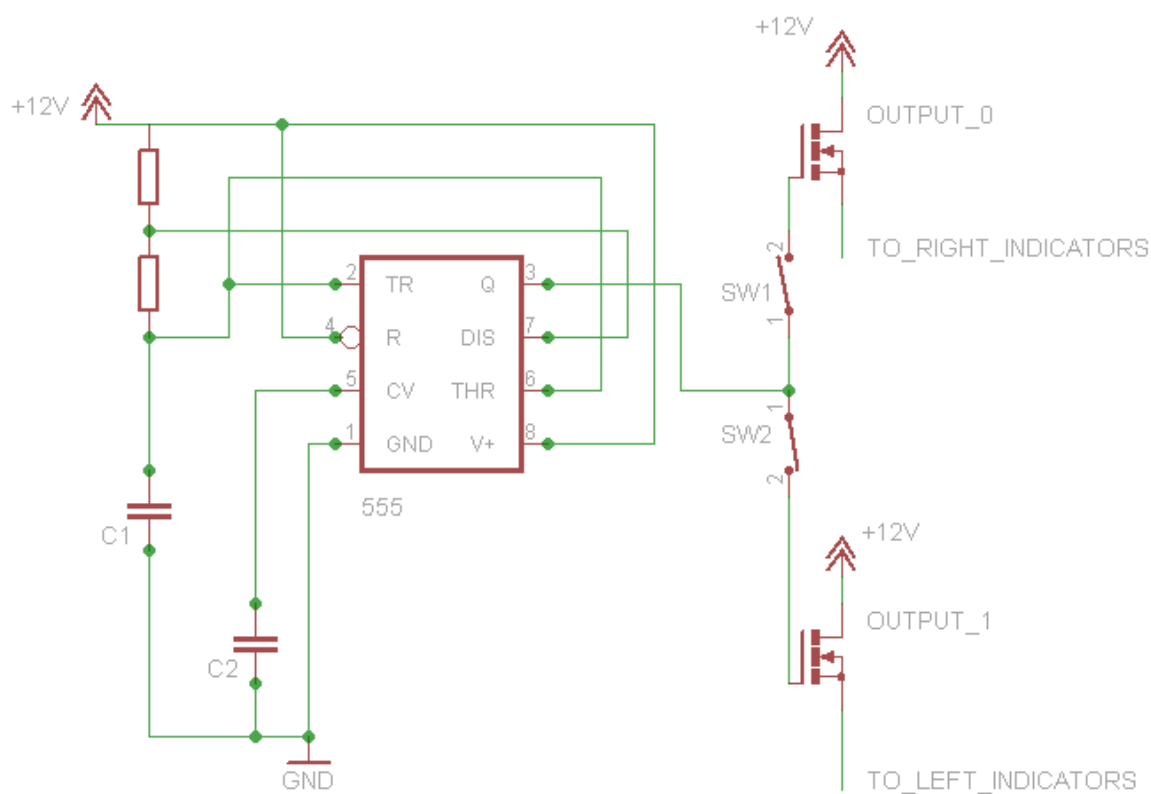 +12V
OUTPUT_0
+12V
TO_RIGHT_INDICATORS
2
SW1
1
2 TR Q 3
4 R DIS 7
5 CV THR 6
1 GND V+ 8
555
1
SW2
2
C1
+12V
OUTPUT_1
C2
GND
TO_LEFT_INDICATORS